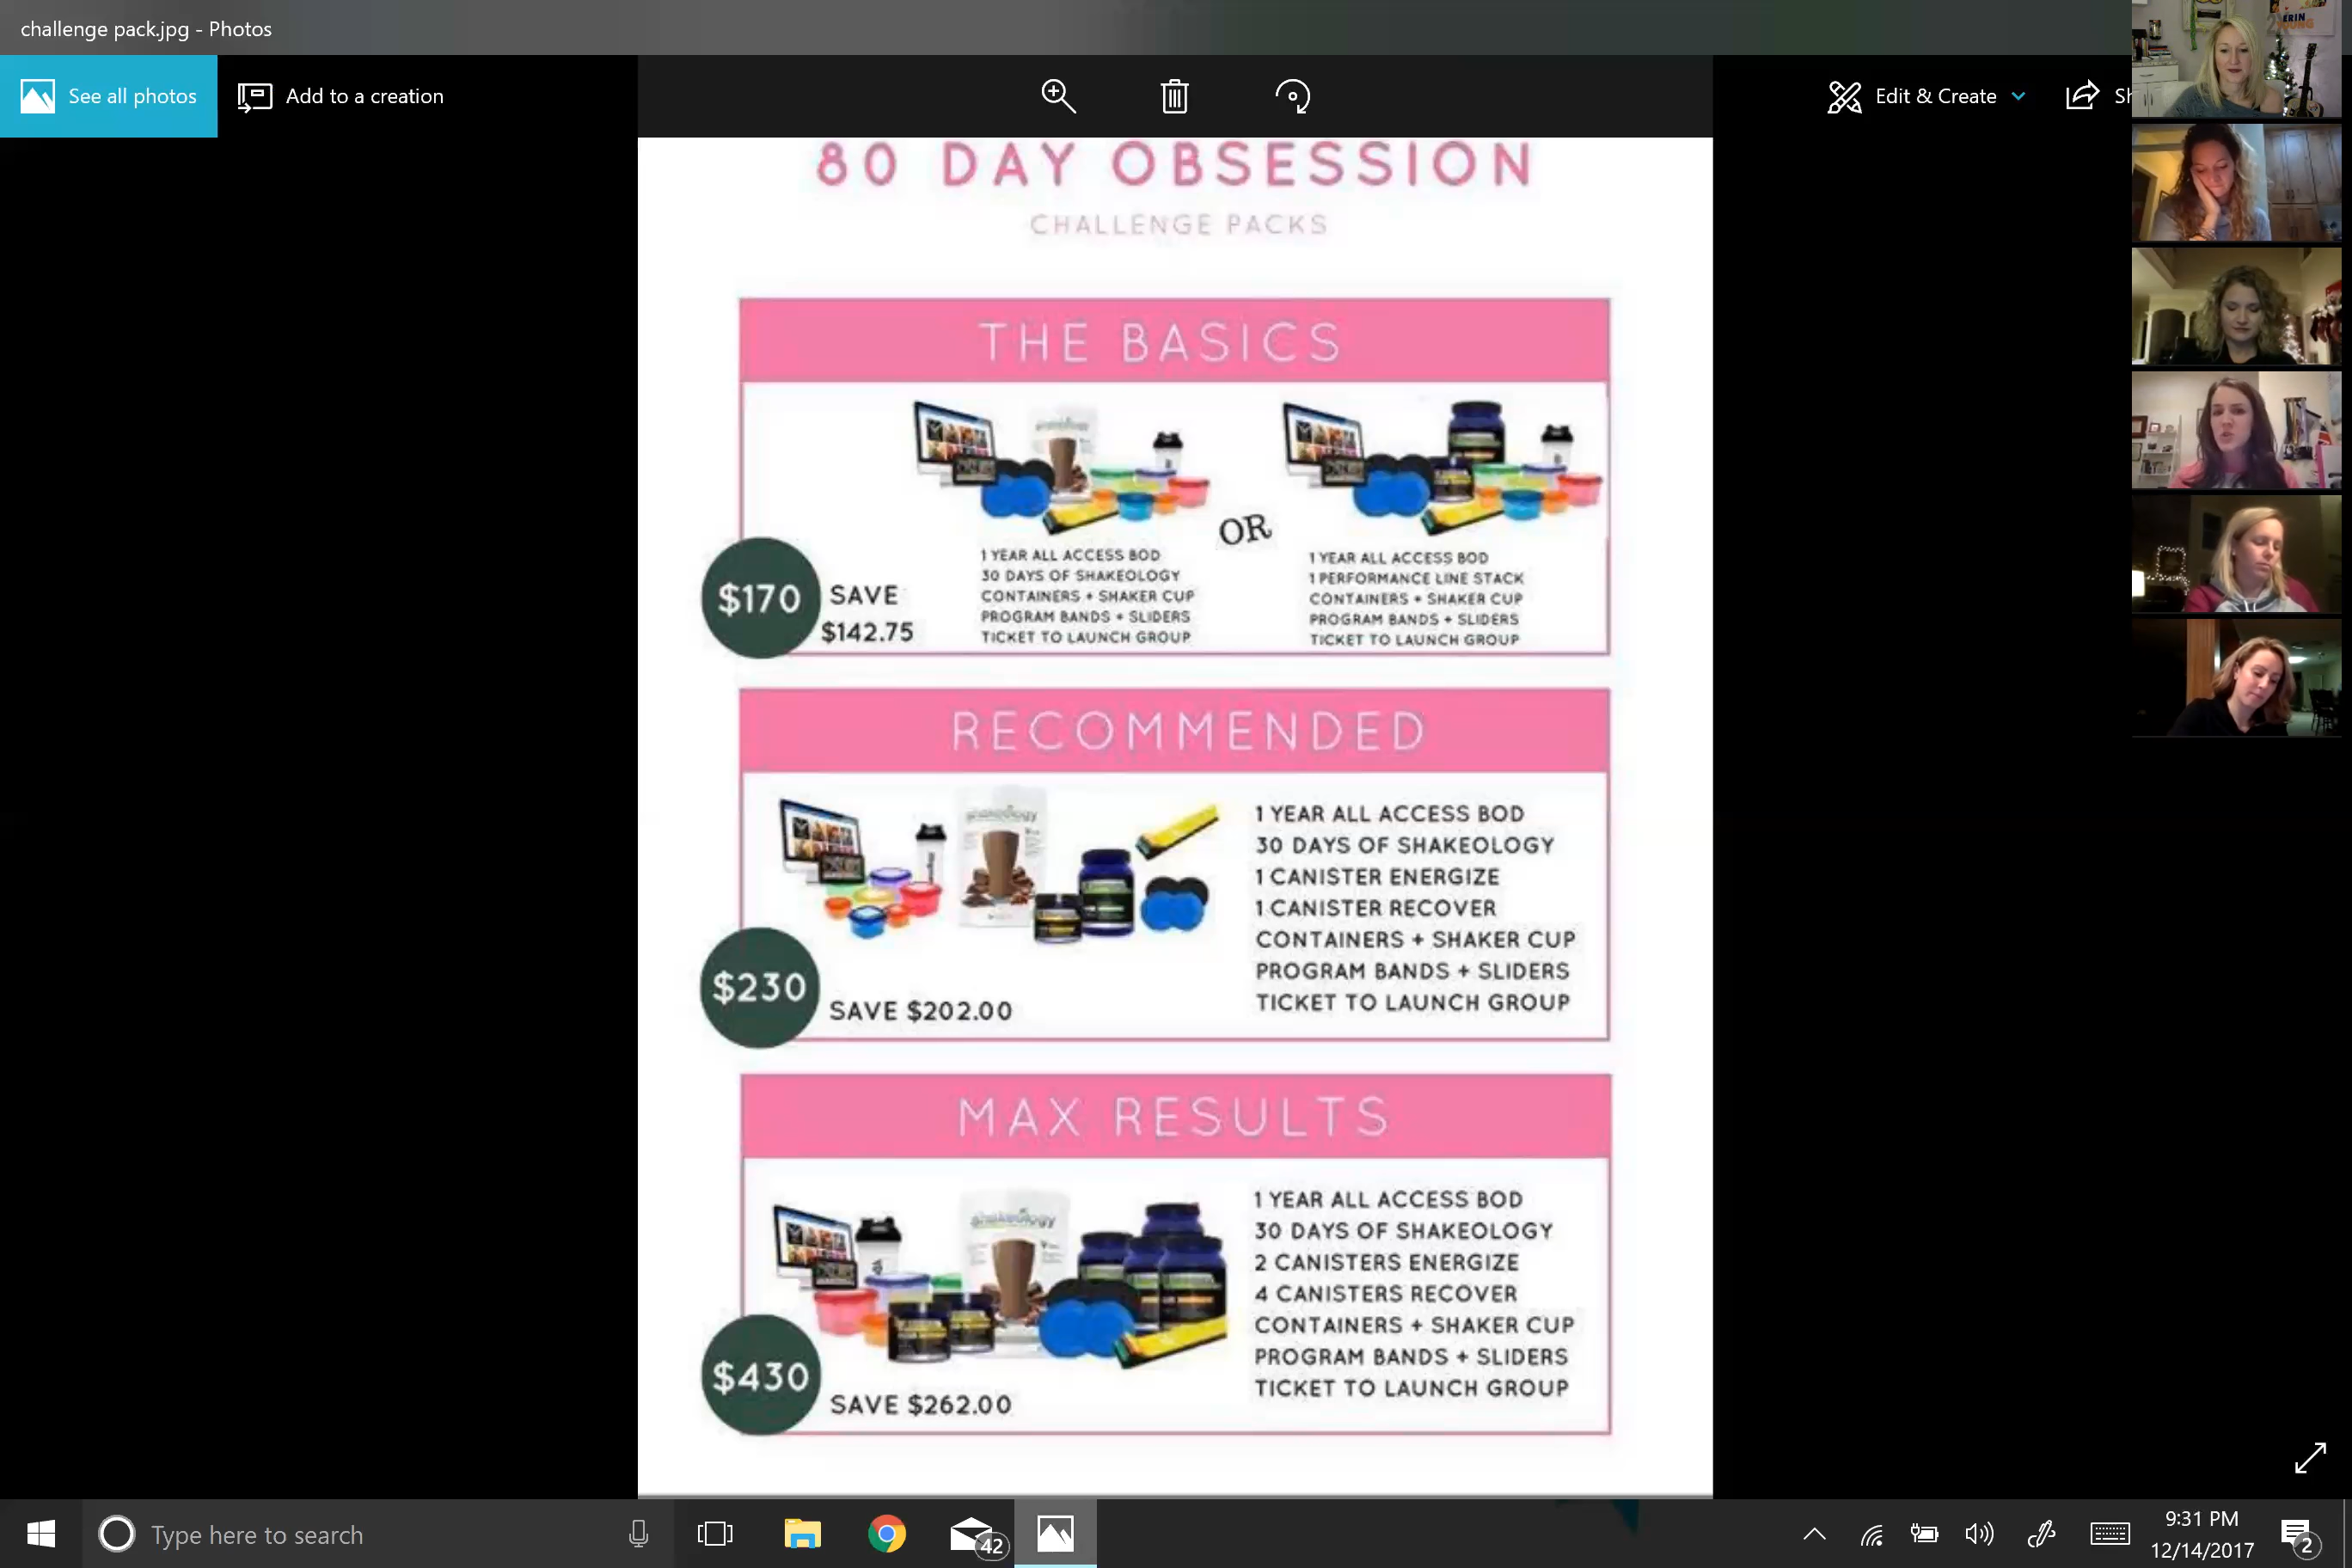 challenge pack.jpg - Photos
See all photos
Add to a creation
Edit & Create
80 DAY OBSESSION
CHALLENGE PACKS
THE BASICS
1 YEAR ALL ACCESS BOD
30 DAYS OF SHAKEOLOGY
CONTAINERS + SHAKER CUP
PROGRAM BANDS + SLIDERS
TICKET TO LAUNCH GROUP
OR
1 YEAR ALL ACCESS BOD
1 PERFORMANCE LINE STACK
CONTAINERS + SHAKER CUP
PROGRAM BANDS + SLIDERS
TICKET TO LAUNCH GROUP
$170
SAVE
$142.75
RECOMMENDED
shakeology
1 YEAR ALL ACCESS BOD
30 DAYS OF SHAKEOLOGY
1 CANISTER ENERGIZE
1 CANISTER RECOVER
CONTAINERS + SHAKER CUP
PROGRAM BANDS + SLIDERS
TICKET TO LAUNCH GROUP
$230
SAVE $202.00
MAX RESULTS
shakeology
1 YEAR ALL ACCESS BOD
30 DAYS OF SHAKEOLOGY
2 CANISTERS ENERGIZE
4 CANISTERS RECOVER
CONTAINERS + SHAKER CUP
PROGRAM BANDS + SLIDERS
TICKET TO LAUNCH GROUP
$430
SAVE $262.00
ERIN
Type here to search
42
9:31 PM
12/14/2017
2